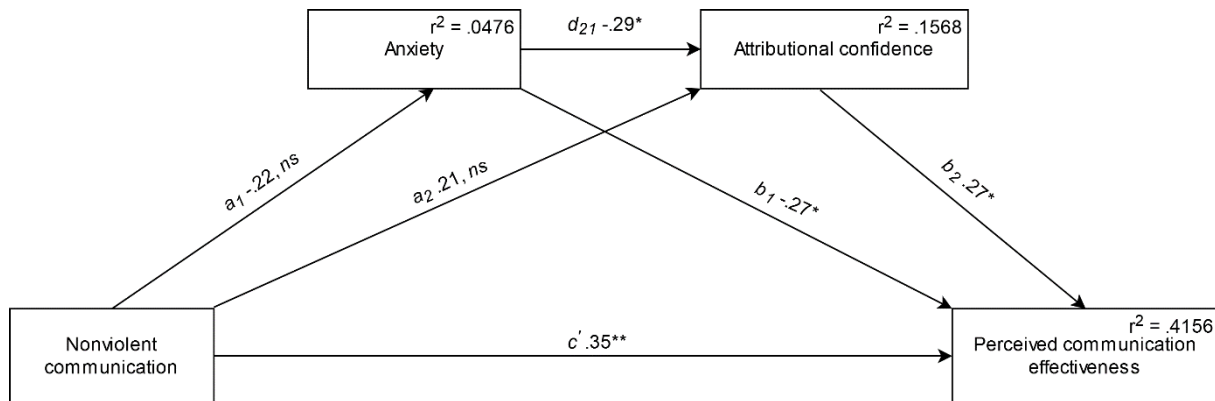 r² = .0476
Anxiety
d21 -.29*
r² = .1568
Attributional confidence
a1 -.22, ns
a2 .21, ns
b1 -.27*
b2 .27*
Nonviolent
communication
c' .35**
r² = .4156
Perceived communication
effectiveness